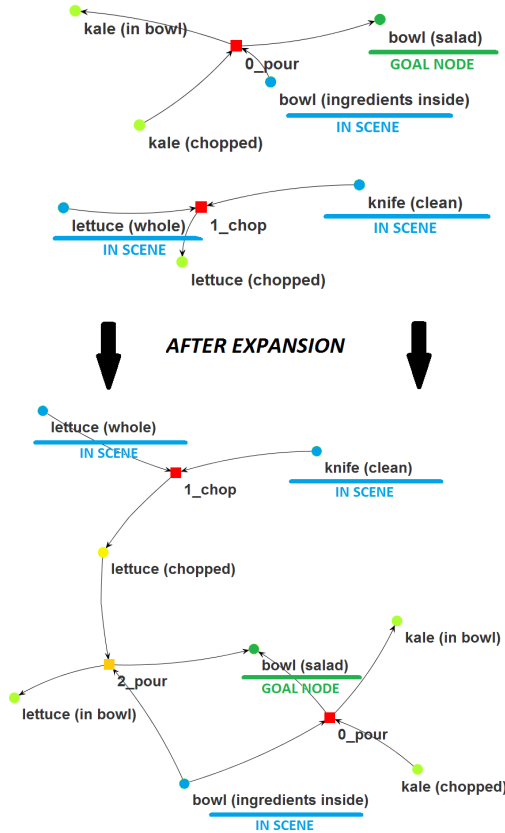 kale (in bowl)
bowl (salad)
GOAL NODE
0_pour
bowl (ingredients inside)
IN SCENE
kale (chopped)
knife (clean)
IN SCENE
lettuce (whole)
IN SCENE
1_chop
lettuce (chopped)
AFTER EXPANSION
lettuce (whole)
IN SCENE
knife (clean)
IN SCENE
1_chop
lettuce (chopped)
kale (in bowl)
bowl (salad)
GOAL NODE
2_pour
lettuce (in bowl)
0_pour
kale (chopped)
bowl (ingredients inside)
IN SCENE